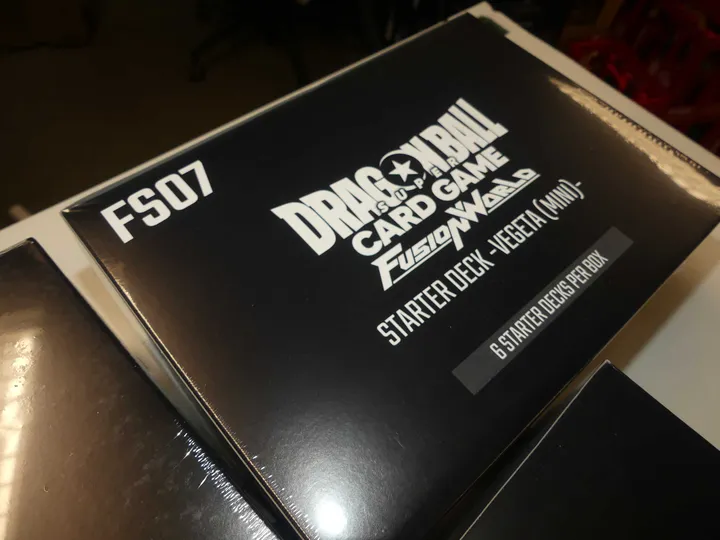 FS07
DRAGON BALL
SUPER
CARD GAME
FUSION WORLD
STARTER DECK -VEGETA (MINI)-
6 STARTER DECKS PER BOX